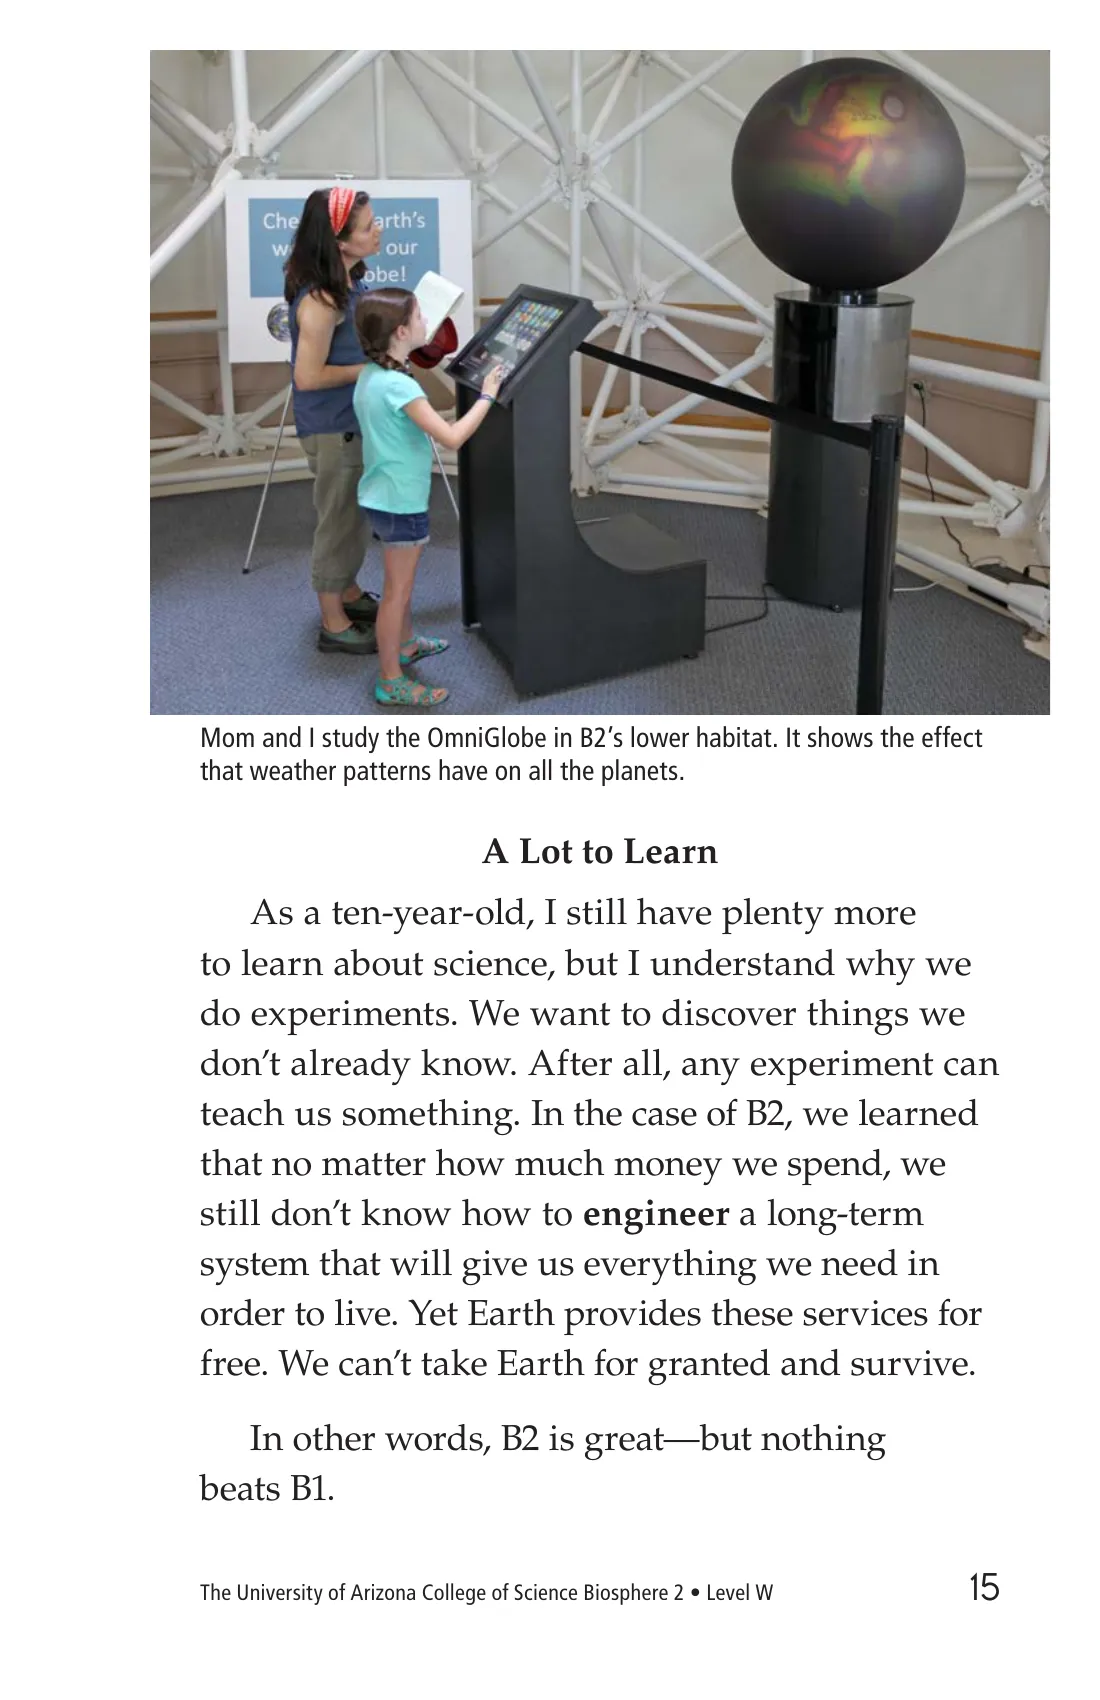 Che arth's
w our
obe!
Mom and I study the OmniGlobe in B2's lower habitat. It shows the effect
that weather patterns have on all the planets.
A Lot to Learn
As a ten-year-old, I still have plenty more
to learn about science, but I understand why we
do experiments. We want to discover things we
don't already know. After all, any experiment can
teach us something. In the case of B2, we learned
that no matter how much money we spend, we
still don't know how to engineer a long-term
system that will give us everything we need in
order to live. Yet Earth provides these services for
free. We can't take Earth for granted and survive.
In other words, B2 is great—but nothing
beats B1.
The University of Arizona College of Science Biosphere 2 • Level W 15